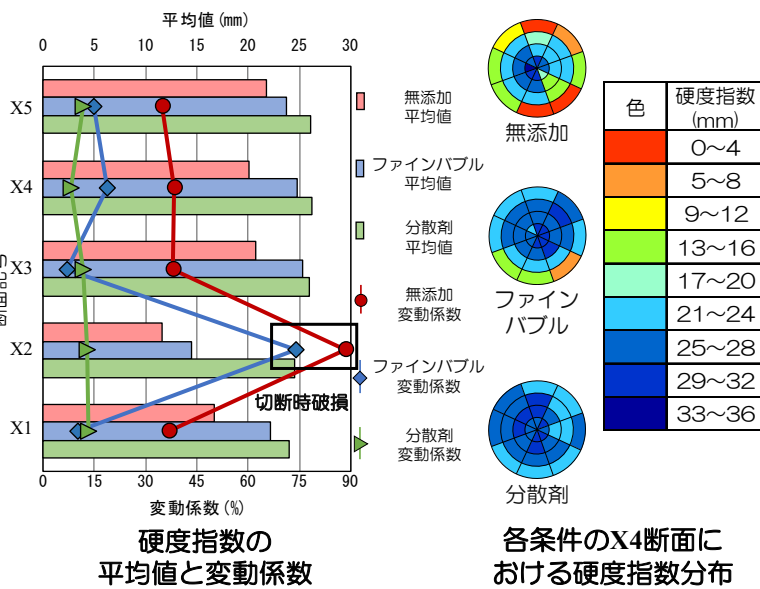 平均値(mm)
0 5 10 15 20 25 30
X5
X4
X3
X2
X1
切断時破損
0 15 30 45 60 75 90
変動係数(%)
硬度指数の
平均値と変動係数
無添加
平均値
ファインバブル
平均値
分散剤
平均値
無添加
変動係数
ファインバブル
変動係数
分散剤
変動係数
無添加
ファイン
バブル
分散剤
各条件のX4断面に
おける硬度指数分布
色 硬度指数
(mm)
0～4
5～8
9～12
13～16
17～20
21～24
25～28
29～32
33～36